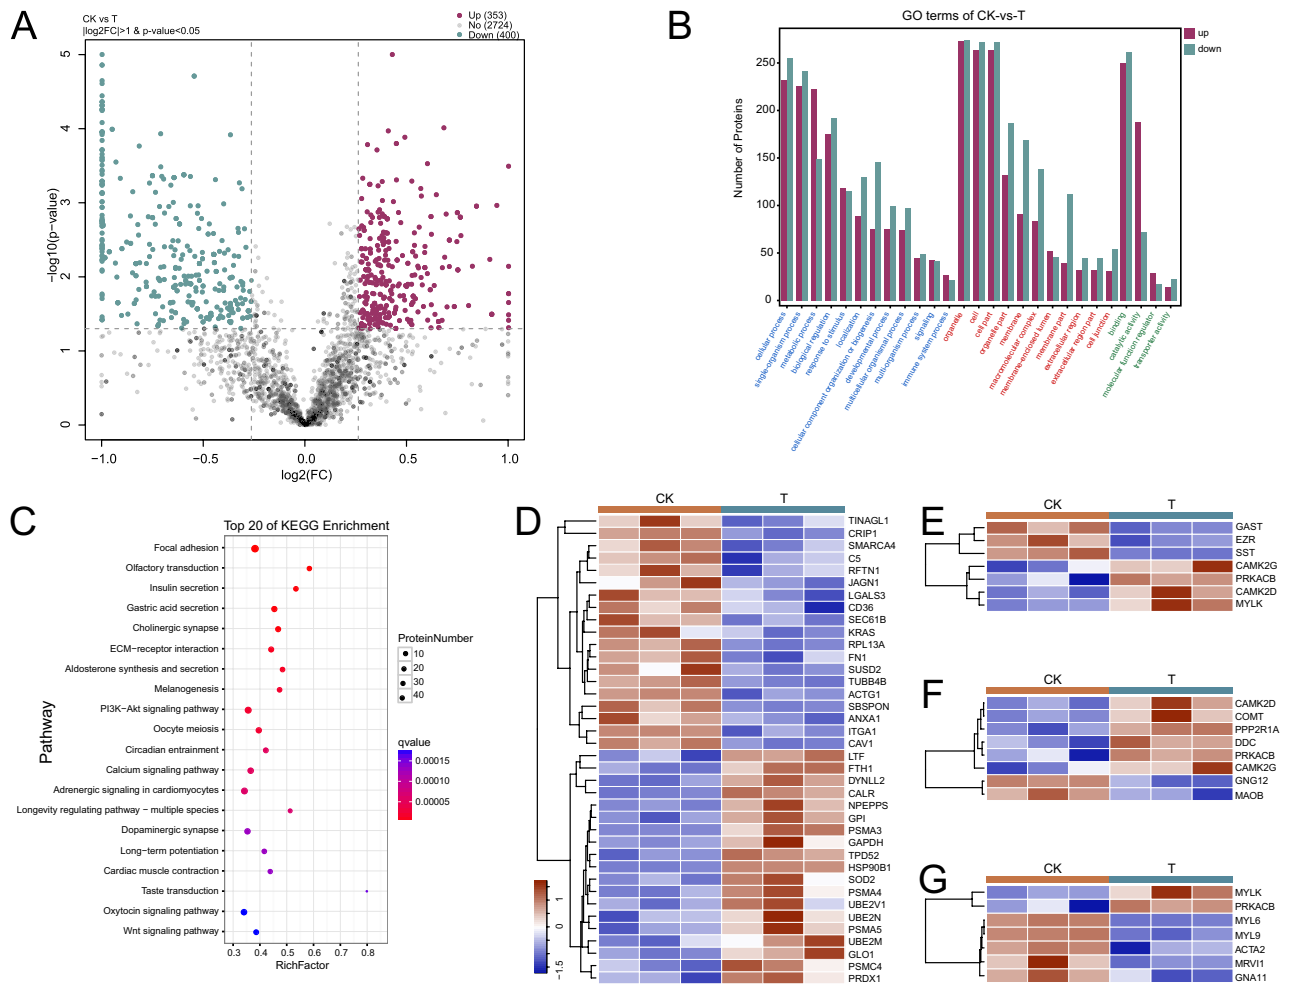 A
CK vs T
|log2FC|>1 & p-value<0.05
Up (353)
No (2724)
Down (400)
−log10(p−value)
5
4
3
2
1
0
−1.0
−0.5
0.0
0.5
1.0
log2(FC)
B
GO terms of CK-vs-T
up
down
Number of Proteins
250
200
150
100
50
0
cellular process
single-organism process
metabolic process
biological regulation
response to stimulus
localization
cellular component organization or biogenesis
developmental process
multicellular organismal process
multi-organism process
signaling
immune system process
organelle
cell
cell part
organelle part
membrane
macromolecular complex
membrane-enclosed lumen
membrane part
extracellular region
extracellular region part
cell junction
binding
catalytic activity
molecular function regulator
transporter activity
C
Top 20 of KEGG Enrichment
Pathway
Focal adhesion
Olfactory transduction
Insulin secretion
Gastric acid secretion
Cholinergic synapse
ECM−receptor interaction
Aldosterone synthesis and secretion
Melanogenesis
PI3K−Akt signaling pathway
Oocyte meiosis
Circadian entrainment
Calcium signaling pathway
Adrenergic signaling in cardiomyocytes
Longevity regulating pathway − multiple species
Dopaminergic synapse
Long−term potentiation
Cardiac muscle contraction
Taste transduction
Oxytocin signaling pathway
Wnt signaling pathway
0.3
0.4
0.5
0.6
0.7
0.8
RichFactor
ProteinNumber
10
20
30
40
qvalue
0.00015
0.00010
0.00005
D
CK
T
TINAGL1
CRIP1
SMARCA4
C5
RFTN1
JAGN1
LGALS3
CD36
SEC61B
KRAS
RPL13A
FN1
SUSD2
TUBB4B
ACTG1
SBSPON
ANXA1
ITGA1
CAV1
LTF
FTH1
DYNLL2
CALR
NPEPPS
GPI
PSMA3
GAPDH
TPD52
HSP90B1
SOD2
PSMA4
UBE2V1
UBE2N
PSMA5
UBE2M
GLO1
PSMC4
PRDX1
1
0
−1.5
E
CK
T
GAST
EZR
SST
CAMK2G
PRKACB
CAMK2D
MYLK
F
CK
T
CAMK2D
COMT
PPP2R1A
DDC
PRKACB
CAMK2G
GNG12
MAOB
G
CK
T
MYLK
PRKACB
MYL6
MYL9
ACTA2
MRVI1
GNA11